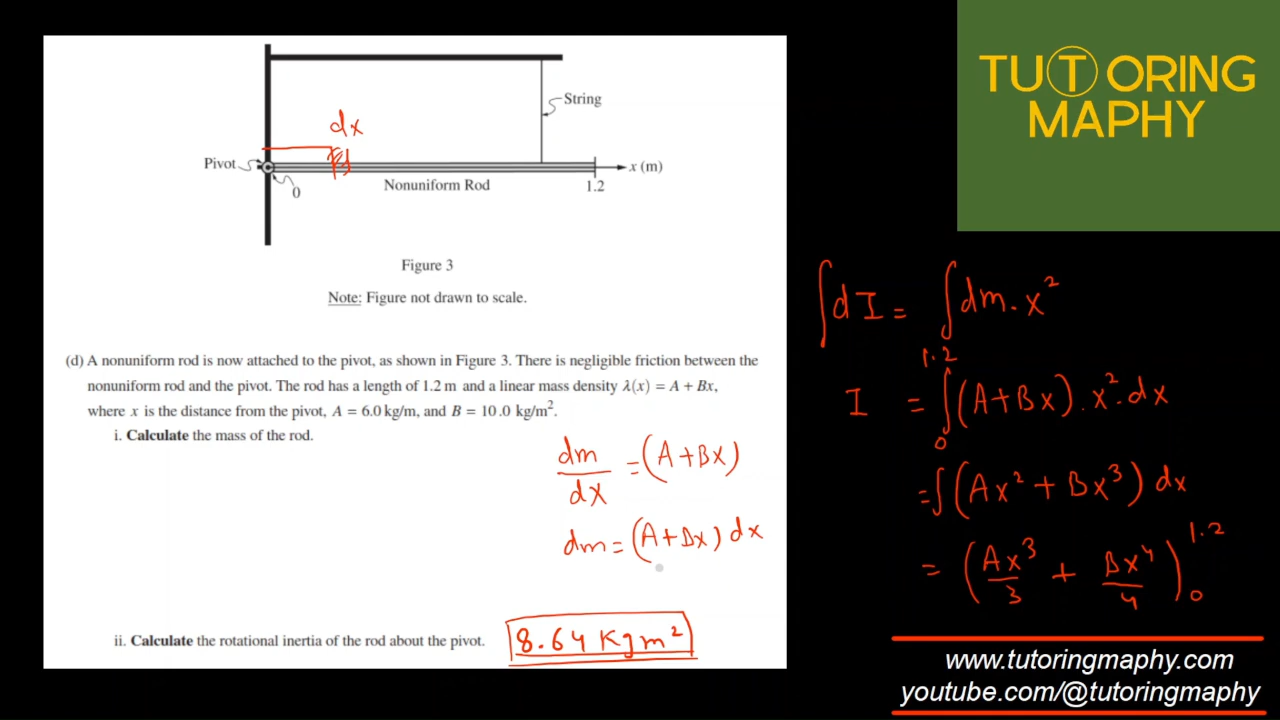 TUTORING
MAPHY
dx
String
Pivot
x (m)
0
Nonuniform Rod
1.2
Figure 3
Note: Figure not drawn to scale.
(d) A nonuniform rod is now attached to the pivot, as shown in Figure 3. There is negligible friction between the
nonuniform rod and the pivot. The rod has a length of 1.2 m and a linear mass density λ(x) = A + Bx,
where x is the distance from the pivot, A = 6.0 kg/m, and B = 10.0 kg/m².
i. Calculate the mass of the rod.
dm/dx = (A+Bx)
dm = (A+Bx) dx
ii. Calculate the rotational inertia of the rod about the pivot.
8.64 Kgm²
∫dI = ∫dm.x²
I = ∫₀^1.2 (A+Bx).x².dx
=∫(Ax² + Bx³) dx
= (Ax³/3 + Bx⁴/4)₀^1.2
www.tutoringmaphy.com
youtube.com/@tutoringmaphy